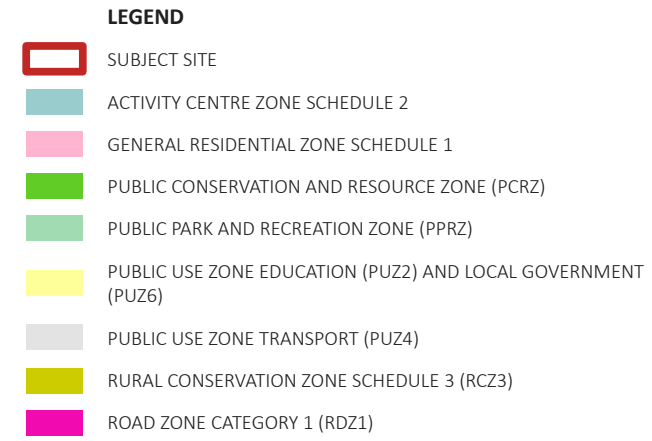 LEGEND
SUBJECT SITE
ACTIVITY CENTRE ZONE SCHEDULE 2
GENERAL RESIDENTIAL ZONE SCHEDULE 1
PUBLIC CONSERVATION AND RESOURCE ZONE (PCRZ)
PUBLIC PARK AND RECREATION ZONE (PPRZ)
PUBLIC USE ZONE EDUCATION (PUZ2) AND LOCAL GOVERNMENT
(PUZ6)
PUBLIC USE ZONE TRANSPORT (PUZ4)
RURAL CONSERVATION ZONE SCHEDULE 3 (RCZ3)
ROAD ZONE CATEGORY 1 (RDZ1)